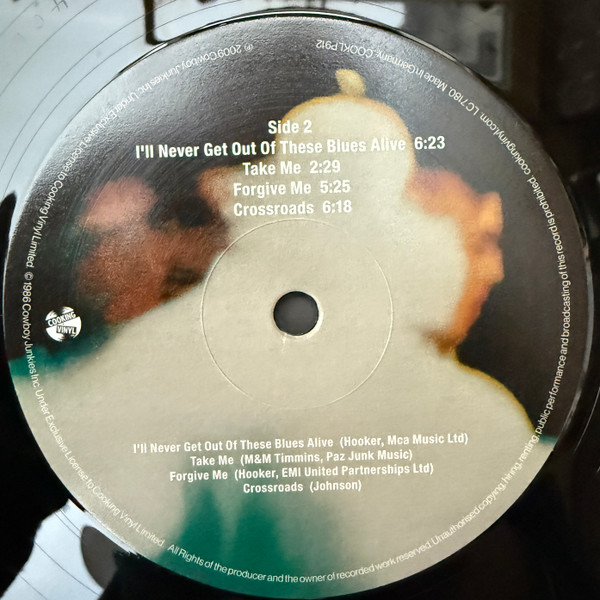 Side 2
I'll Never Get Out Of These Blues Alive 6:23
Take Me 2:29
Forgive Me 5:25
Crossroads 6:18
COOKING
VINYL
I'll Never Get Out Of These Blues Alive (Hooker, Mca Music Ltd)
Take Me (M&M Timmins, Paz Junk Music)
Forgive Me (Hooker, EMI United Partnerships Ltd)
Crossroads (Johnson)
℗ 2009 Cowboy Junkies Inc. Under Exclusive License to Cooking Vinyl Limited © 1986 Cowboy Junkies Inc. Under Exclusive License to Cooking Vinyl Limited. All Rights of the producer and the owner of recorded work reserved. Unauthorised copying, hiring, renting, public performance and broadcasting of this record is prohibited. cookingvinyl.com. LC 7180 Made in Germany. COOKLP912